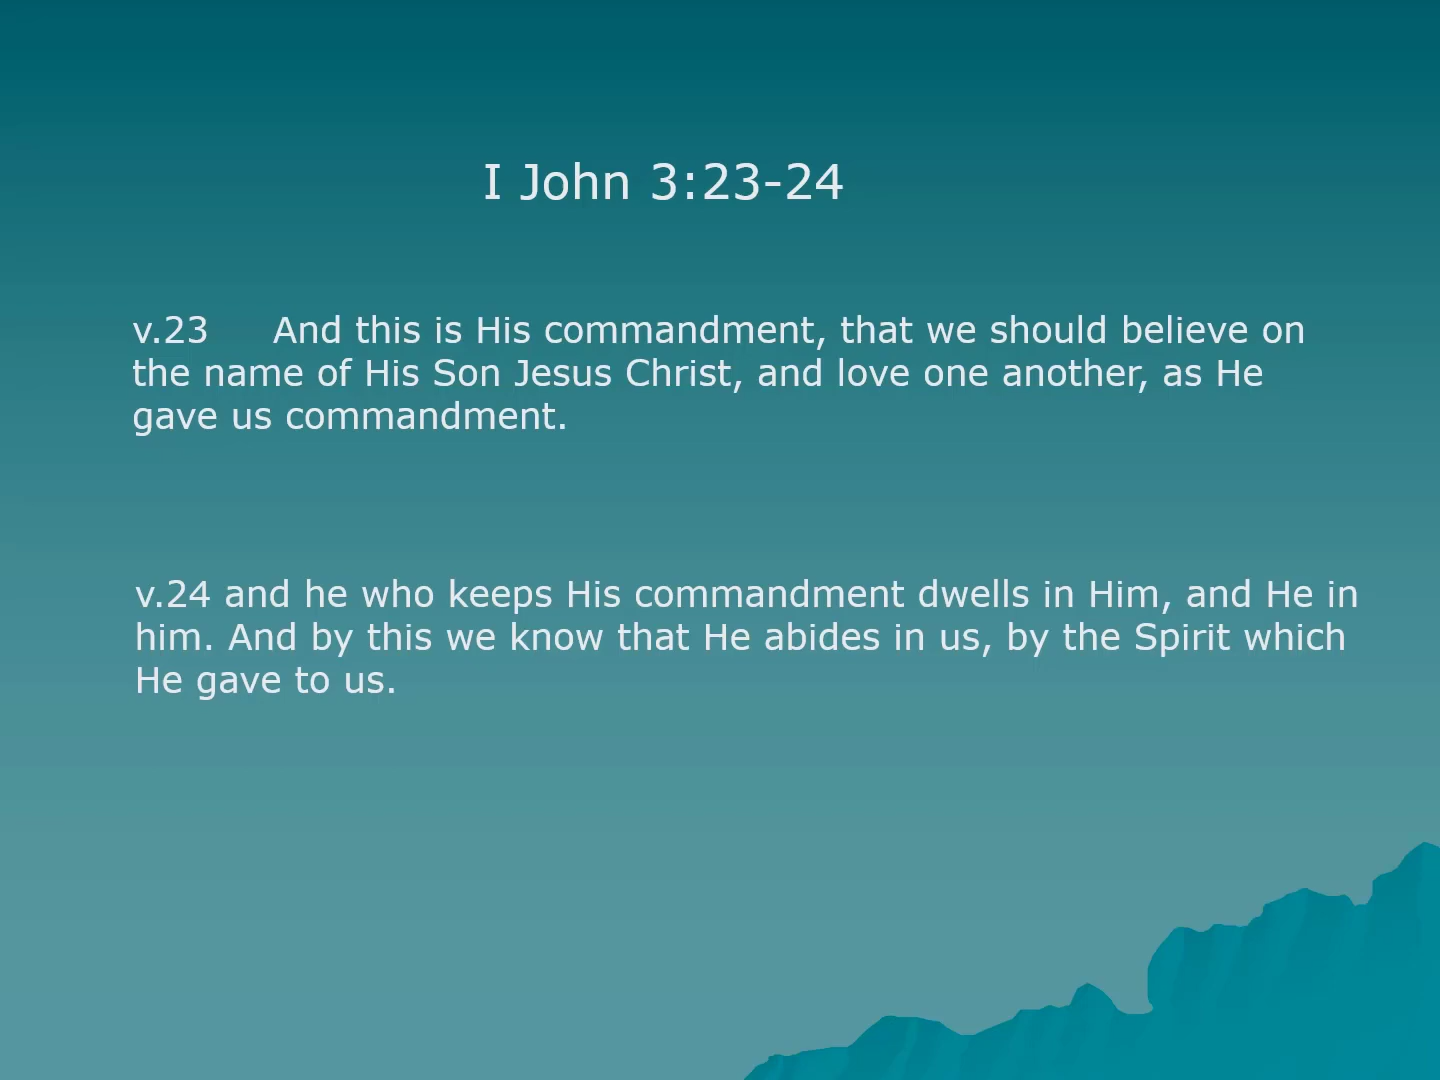 I John 3:23-24
v.23 And this is His commandment, that we should believe on
the name of His Son Jesus Christ, and love one another, as He
gave us commandment.
v.24 and he who keeps His commandment dwells in Him, and He in
him. And by this we know that He abides in us, by the Spirit which
He gave to us.